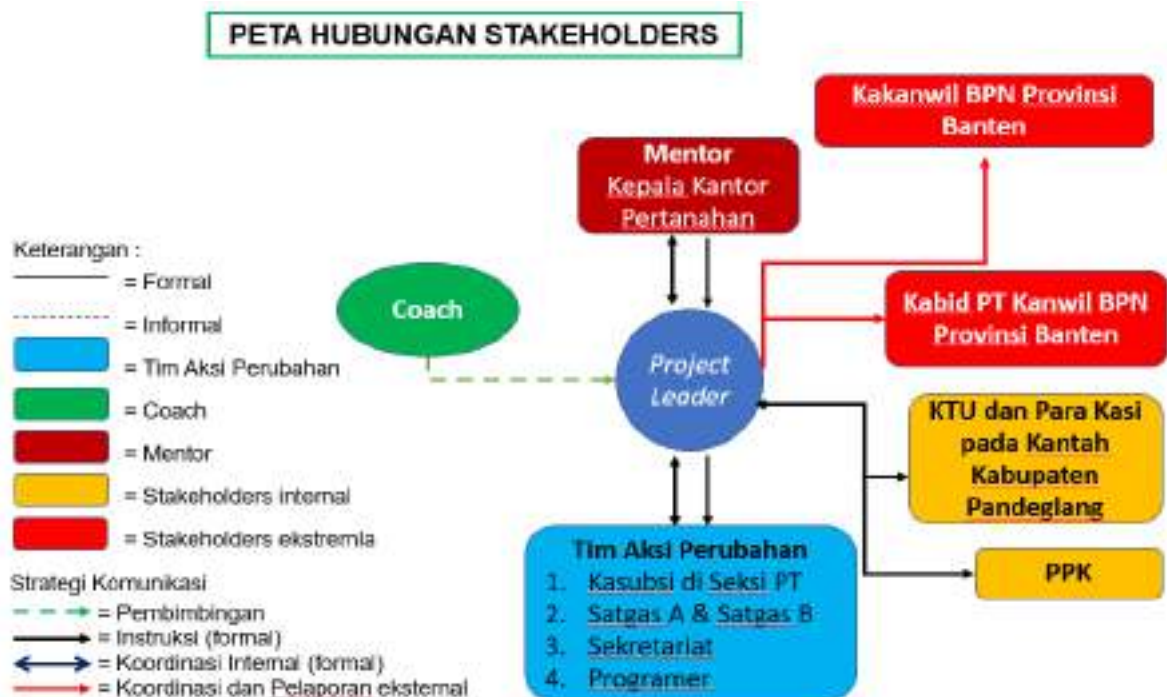 PETA HUBUNGAN STAKEHOLDERS
Kakanwil BPN Provinsi
Banten
Mentor
Kepala Kantor
Pertanahan
Keterangan :
= Formal
= Informal
= Tim Aksi Perubahan
= Coach
= Mentor
= Stakeholders internal
= Stakeholders ekstremla
Coach
Project
Leader
Kabid PT Kanwil BPN
Provinsi Banten
KTU dan Para Kasi
pada Kantah
Kabupaten
Pandeglang
PPK
Tim Aksi Perubahan
1. Kasubsi di Seksi PT
2. Satgas A & Satgas B
3. Sekretariat
4. Programer
Strategi Komunikasi
= Pembimbingan
= Instruksi (formal)
= Koordinasi Internal (formal)
= Koordinasi dan Pelaporan eksternal